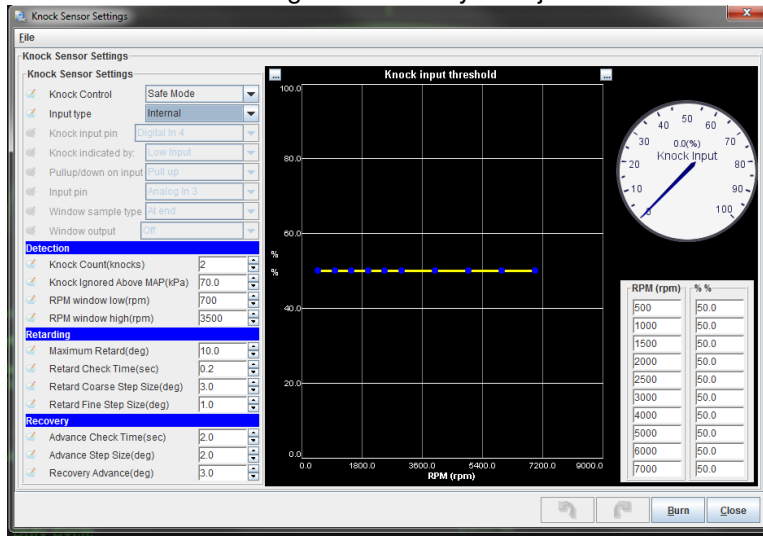 Knock Sensor Settings
File
Knock Sensor Settings
Knock Sensor Settings
Knock Control Safe Mode
Input type Internal
Knock input pin Digital In 4
Knock indicated by: Low Input
Pullup/down on input Pull up
Input pin Analog In 3
Window sample type At end
Window output Off
Detection
Knock Count(knocks) 2
Knock Ignored Above MAP(kPa) 70.0
RPM window low(rpm) 700
RPM window high(rpm) 3500
Retarding
Maximum Retard(deg) 10.0
Retard Check Time(sec) 0.2
Retard Coarse Step Size(deg) 3.0
Retard Fine Step Size(deg) 1.0
Recovery
Advance Check Time(sec) 2.0
Advance Step Size(deg) 2.0
Recovery Advance(deg) 3.0
... Knock input threshold ...
100.0
80.0
60.0
%
%
40.0
20.0
0.0
0.0 1800.0 3600.0 5400.0 7200.0 9000.0
RPM (rpm)
40 50 60
30 0.0(%) 70
20 Knock Input 80
10 90
0 100
RPM (rpm) % %
500 50.0
1000 50.0
1500 50.0
2000 50.0
2500 50.0
3000 50.0
4000 50.0
5000 50.0
6000 50.0
7000 50.0
Burn Close